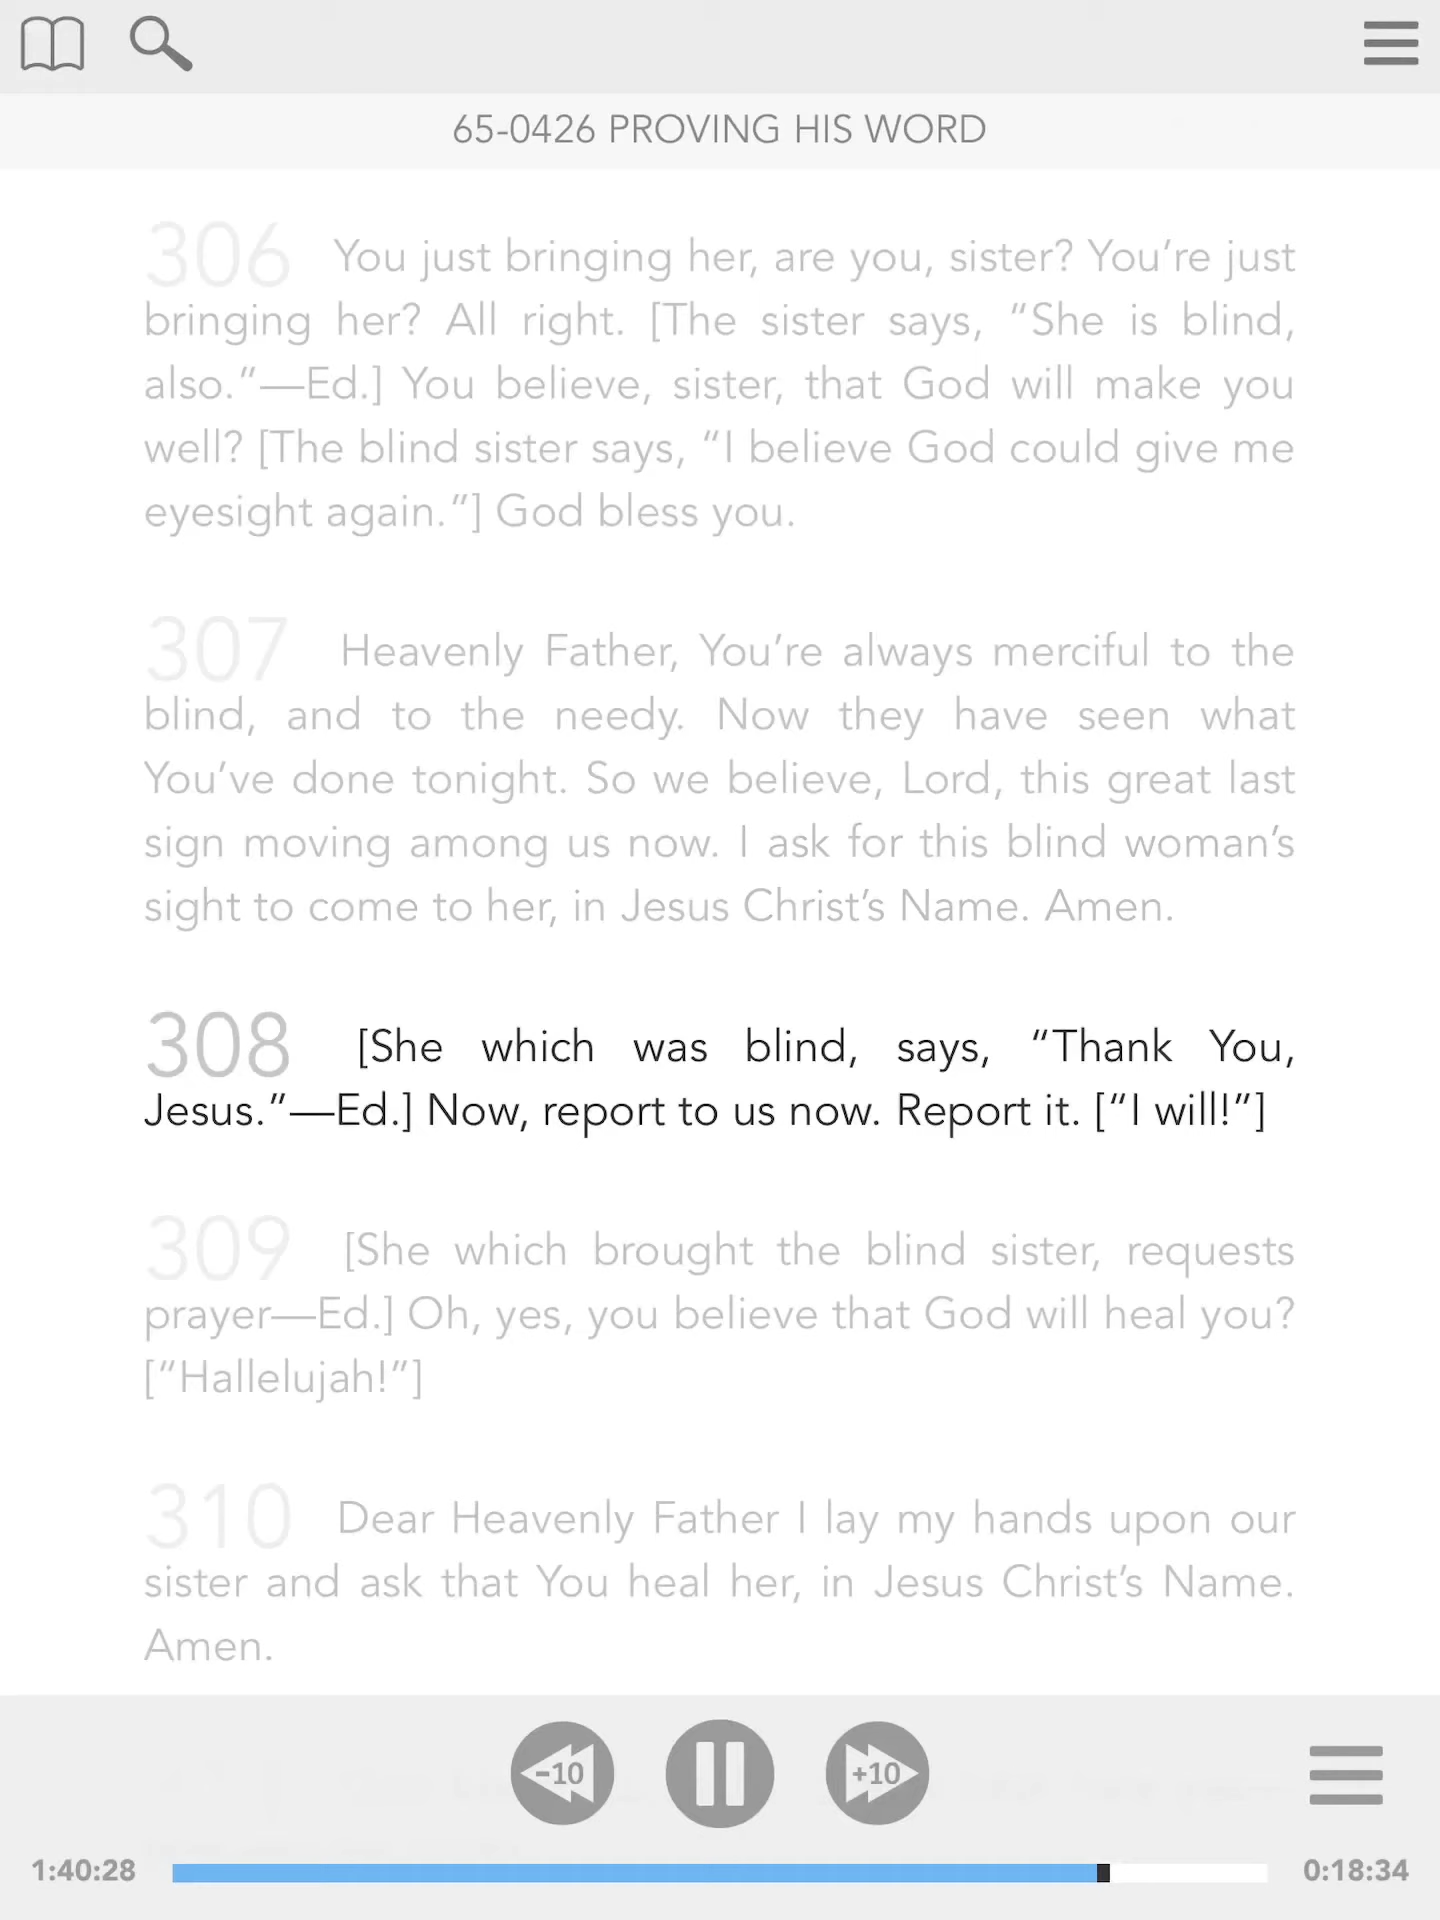 65-0426 PROVING HIS WORD
306 You just bringing her, are you, sister? You’re just
bringing her? All right. [The sister says, “She is blind,
also.”—Ed.] You believe, sister, that God will make you
well? [The blind sister says, “I believe God could give me
eyesight again.”] God bless you.
307 Heavenly Father, You’re always merciful to the
blind, and to the needy. Now they have seen what
You’ve done tonight. So we believe, Lord, this great last
sign moving among us now. I ask for this blind woman’s
sight to come to her, in Jesus Christ’s Name. Amen.
308 [She which was blind, says, “Thank You,
Jesus.”—Ed.] Now, report to us now. Report it. [“I will!”]
309 [She which brought the blind sister, requests
prayer—Ed.] Oh, yes, you believe that God will heal you?
[“Hallelujah!”]
310 Dear Heavenly Father I lay my hands upon our
sister and ask that You heal her, in Jesus Christ’s Name.
Amen.
-10 +10
1:40:28 0:18:34